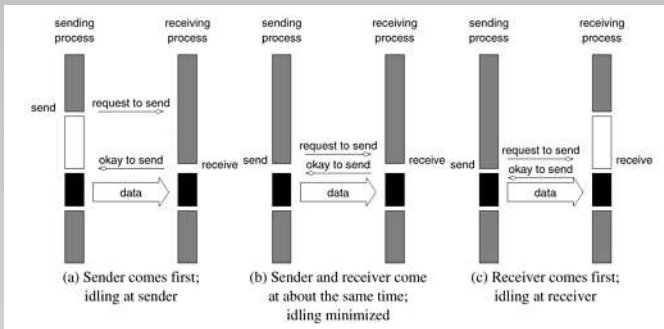 sending
process
receiving
process
send
request to send
okay to send
receive
data
(a) Sender comes first;
idling at sender
sending
process
receiving
process
request to send
send
okay to send
receive
data
(b) Sender and receiver come
at about the same time;
idling minimized
sending
process
receiving
process
request to send
send
okay to send
receive
data
(c) Receiver comes first;
idling at receiver